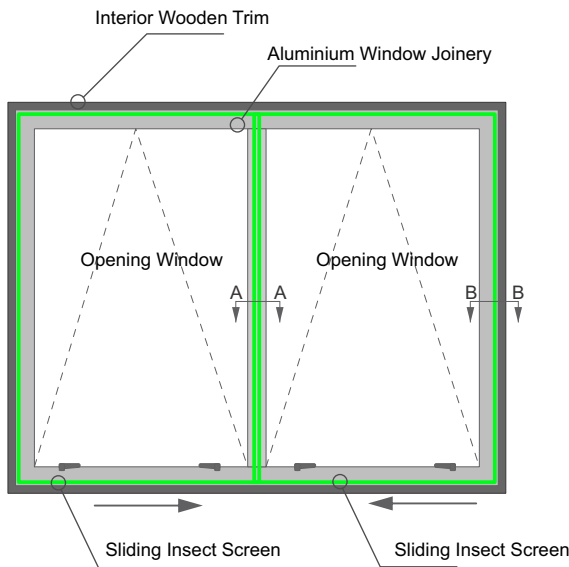 Interior Wooden Trim
Aluminium Window Joinery
Opening Window
Opening Window
A A
B B
Sliding Insect Screen
Sliding Insect Screen